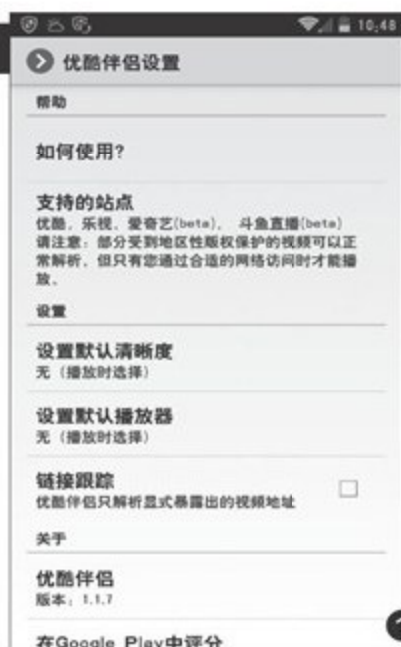 10:48
优酷伴侣设置
帮助
如何使用?
支持的站点
优酷、乐视、爱奇艺(beta)、 斗鱼直播(beta)
请注意：部分受到地区性版权保护的视频可以正
常解析，但只有您通过合适的网络访问时才能播
放。
设置
设置默认清晰度
无（播放时选择）
设置默认播放器
无（播放时选择）
链接跟踪
优酷伴侣只解析显式暴露出的视频地址
关于
优酷伴侣
版本：1.1.7
在Google Play中评分